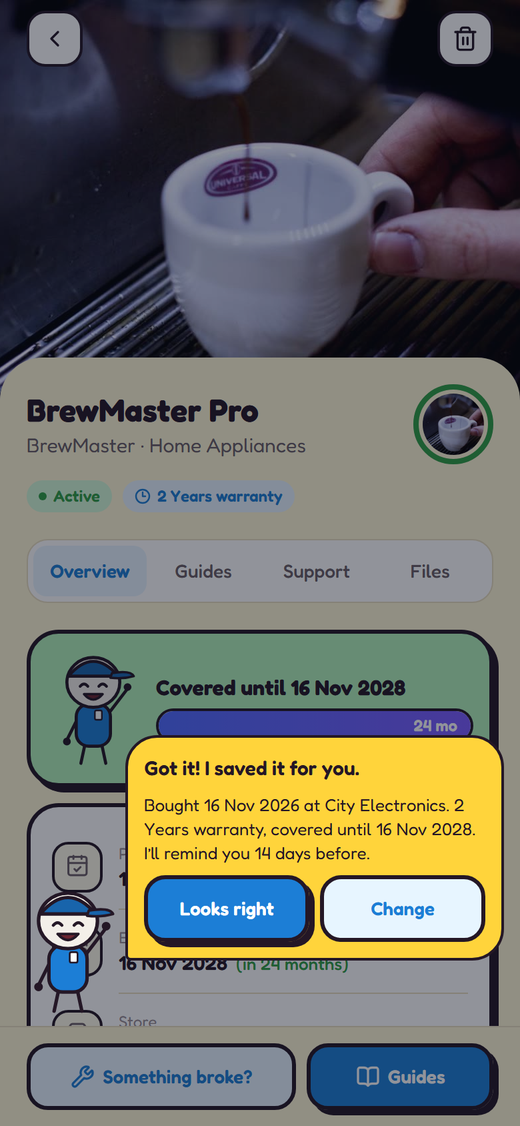 UNIVERSAL
BrewMaster Pro
BrewMaster · Home Appliances
Active
2 Years warranty
Overview
Guides
Support
Files
Covered until 16 Nov 2028
24 mo
Got it! I saved it for you.
Bought 16 Nov 2026 at City Electronics. 2
Years warranty, covered until 16 Nov 2028.
I'll remind you 14 days before.
Looks right
Change
16 Nov 2028 (in 24 months)
Store
Something broke?
Guides